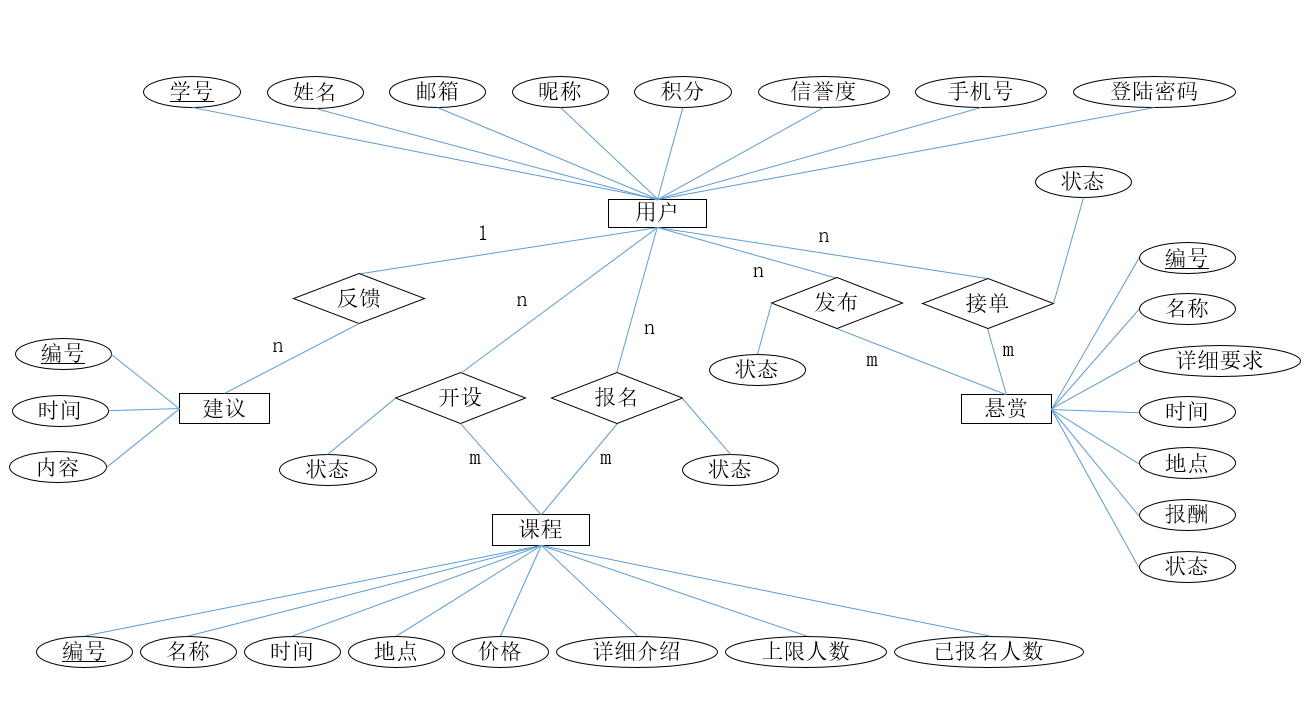 学号
姓名
邮箱
昵称
积分
信誉度
手机号
登陆密码
状态
用户
1
n
n
n
n
编号
反馈
发布
接单
名称
n
m
m
编号
状态
详细要求
时间
建议
开设
报名
悬赏
时间
内容
状态
m
m
状态
地点
课程
报酬
状态
编号
名称
时间
地点
价格
详细介绍
上限人数
已报名人数